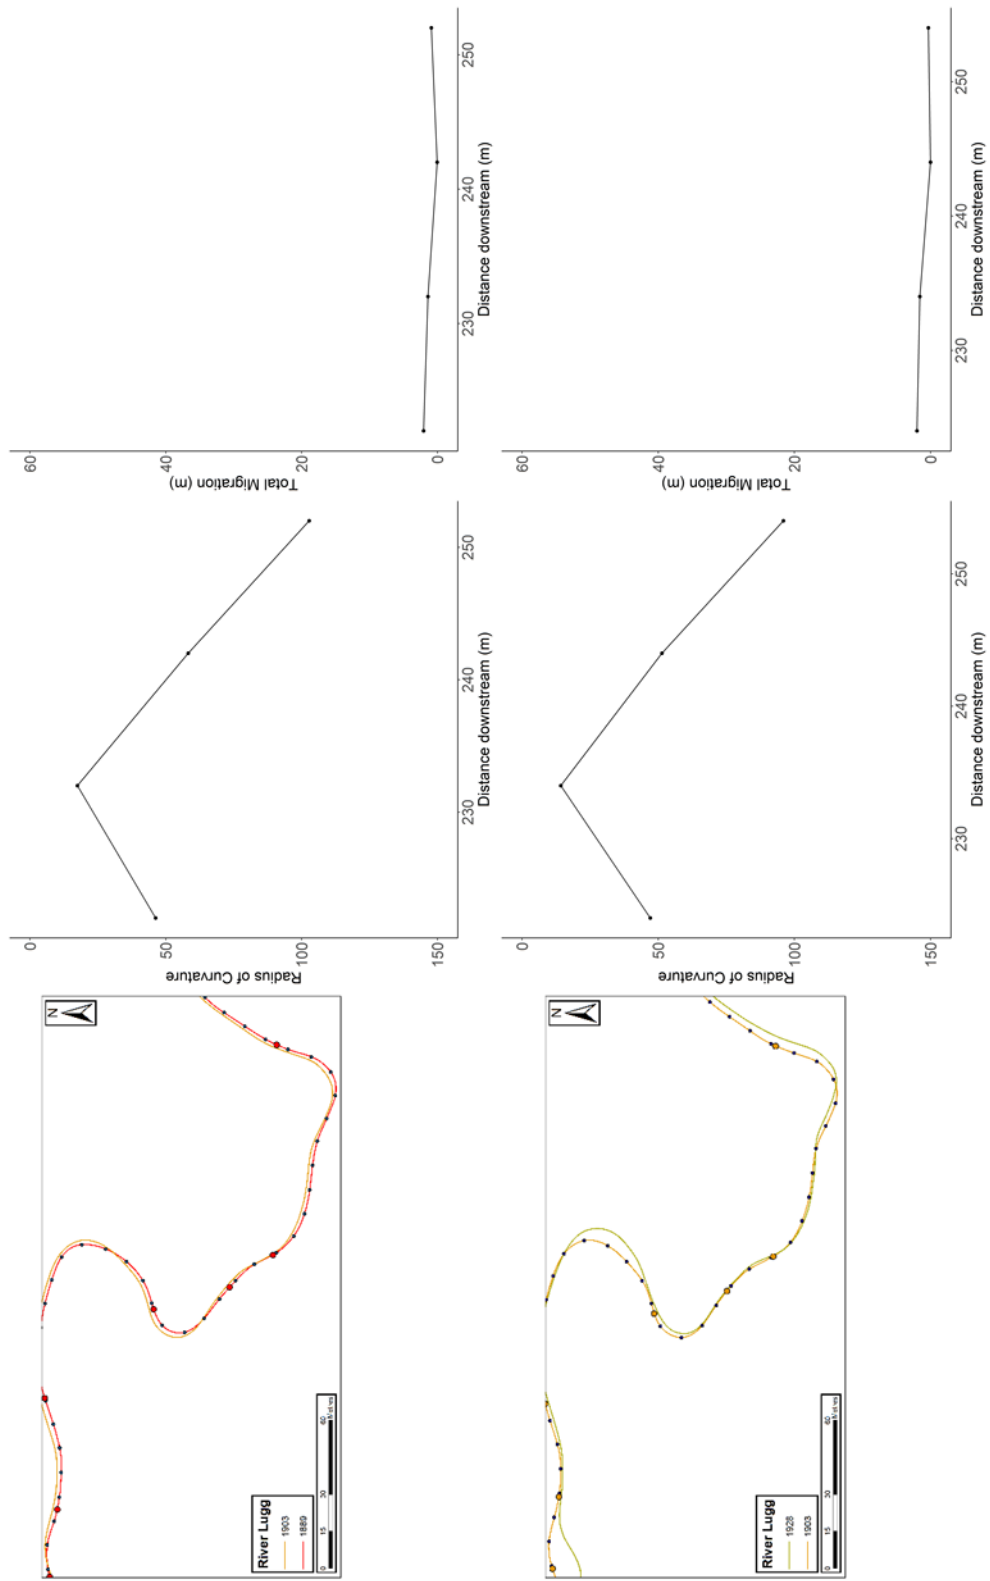 N
River Lugg
1903
1889
0 15 30 60
Metres
Radius of Curvature
0
50
100
150
230 240 250
Distance downstream (m)
Total Migration (m)
60
40
20
0
230 240 250
Distance downstream (m)
N
River Lugg
1928
1903
0 15 30 60
Metres
Radius of Curvature
0
50
100
150
230 240 250
Distance downstream (m)
Total Migration (m)
60
40
20
0
230 240 250
Distance downstream (m)